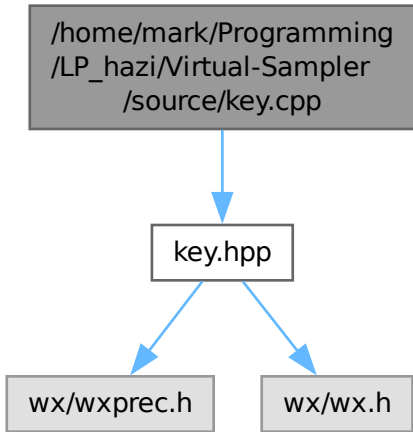 /home/mark/Programming
/LP_hazi/Virtual-Sampler
/source/key.cpp
key.hpp
wx/wxprec.h
wx/wx.h